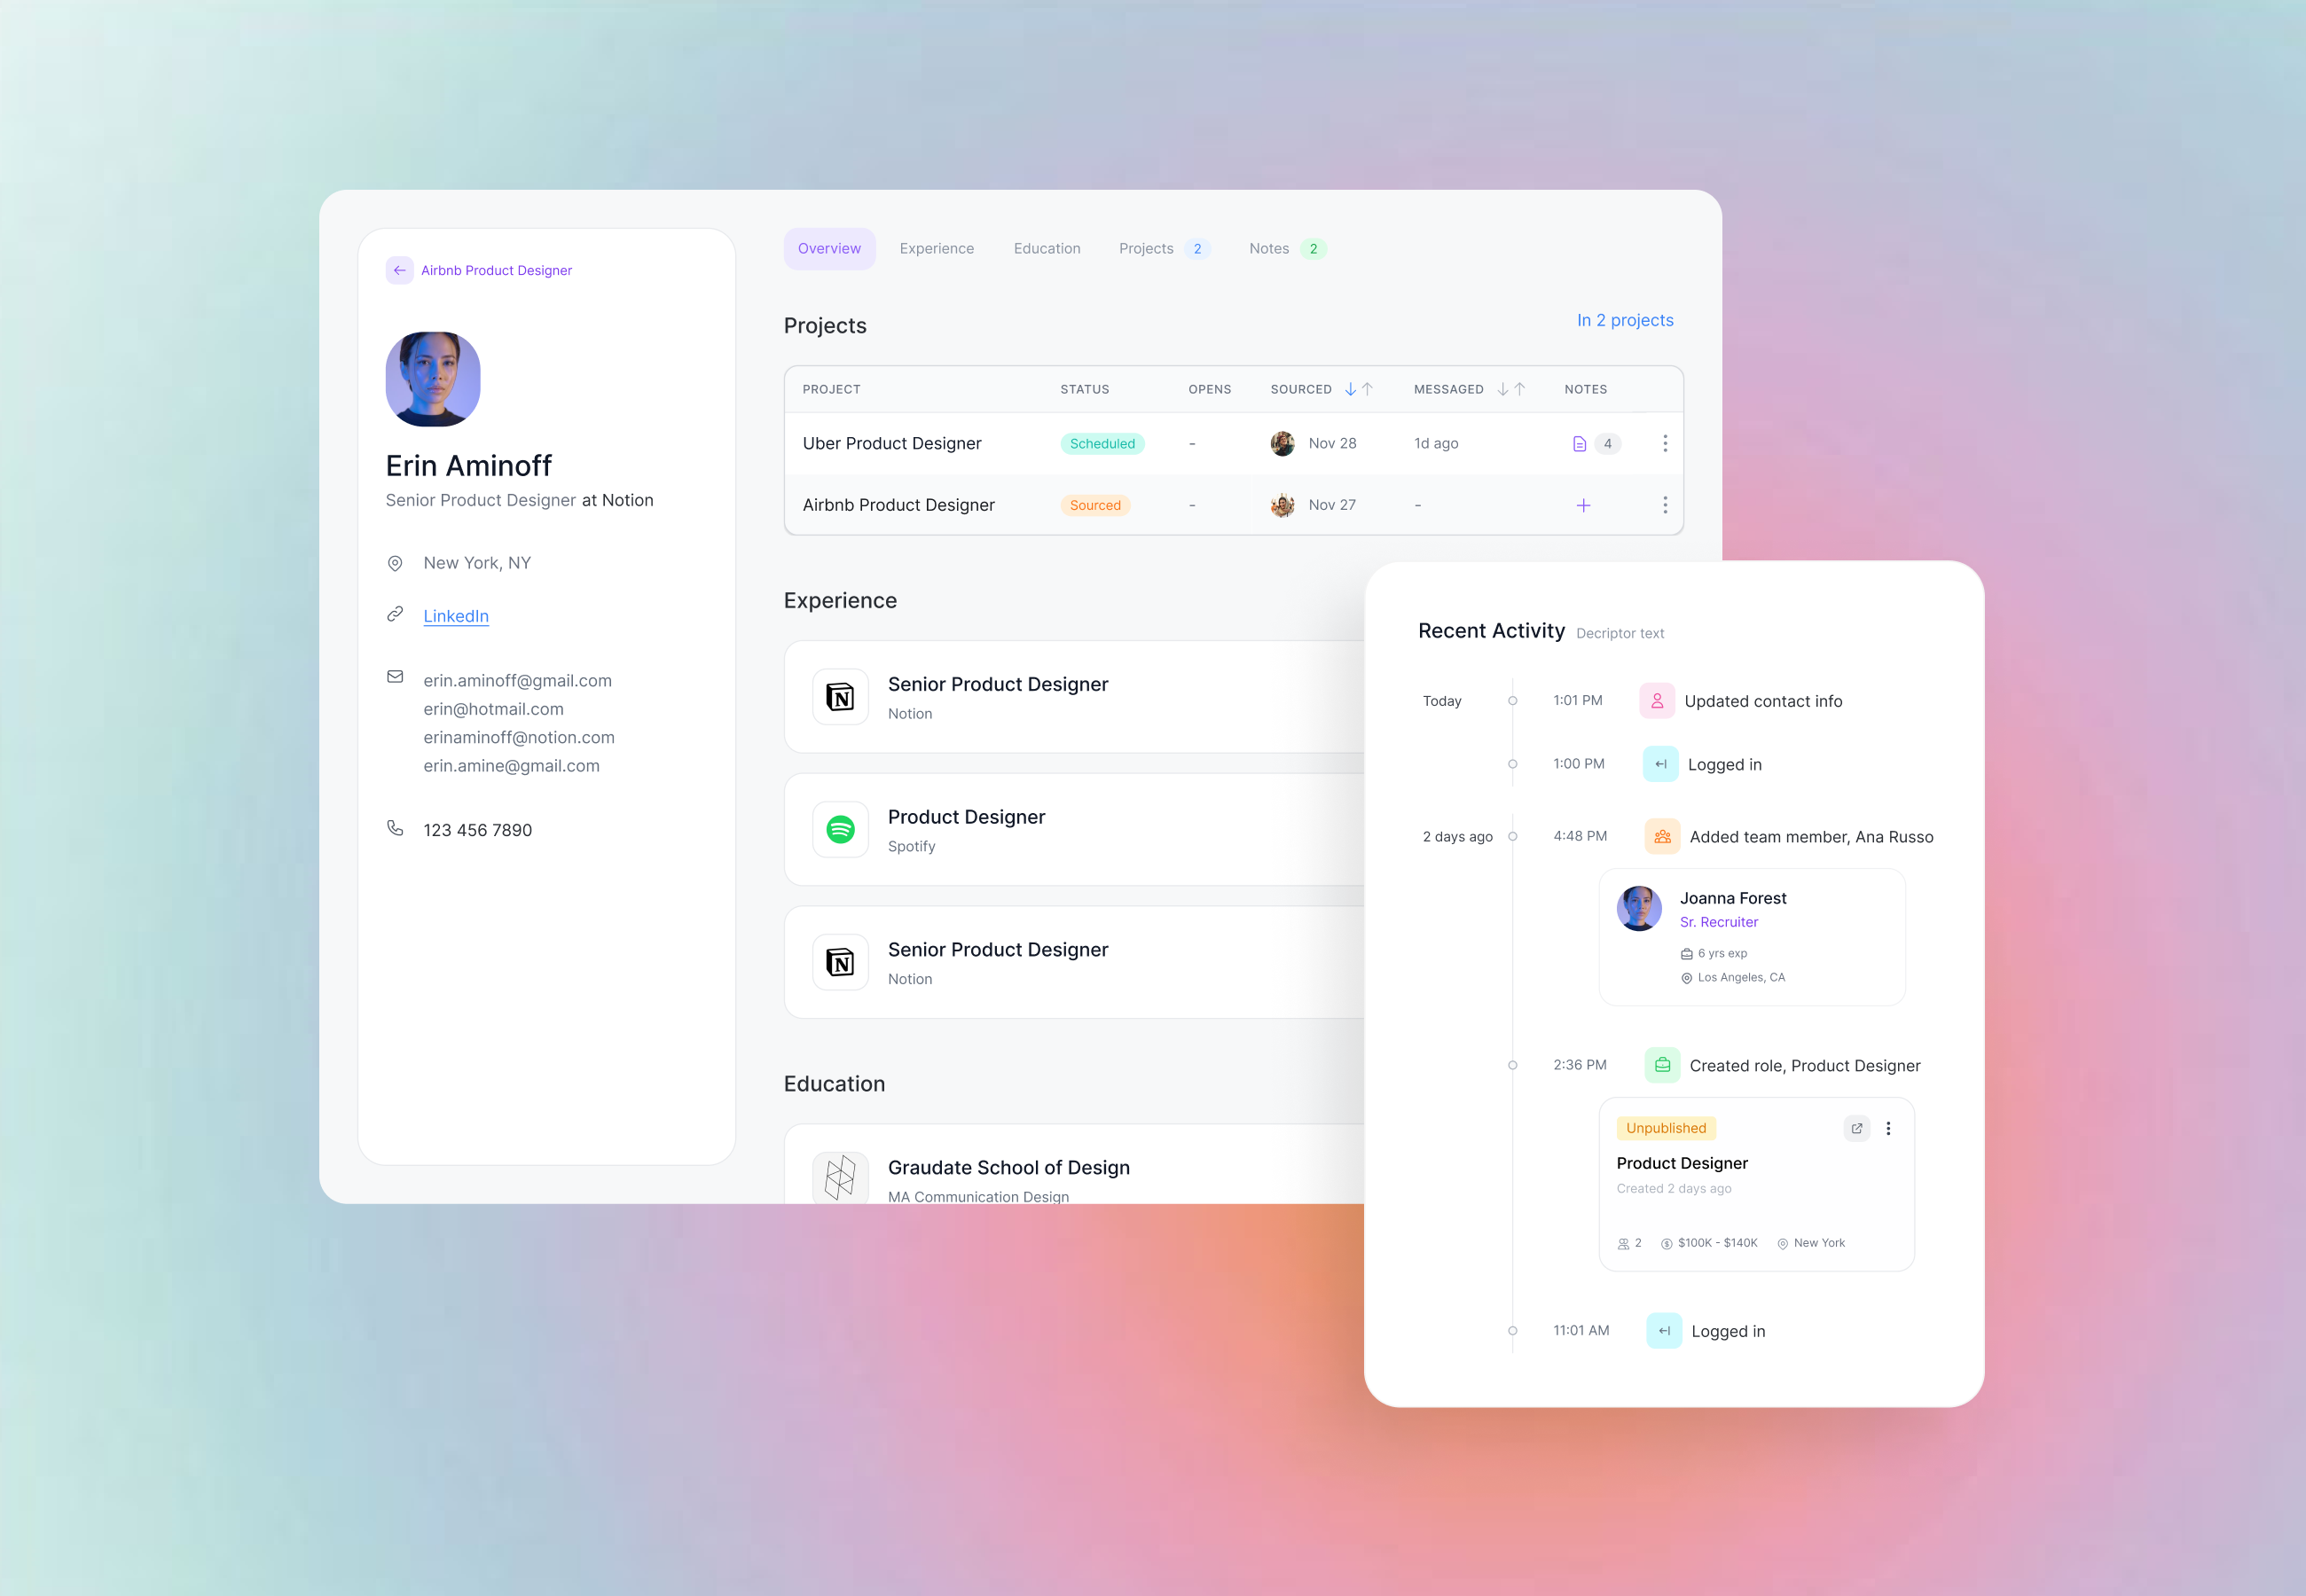 Airbnb Product Designer
Erin Aminoff
Senior Product Designer at Notion
New York, NY
LinkedIn
erin.aminoff@gmail.com
erin@hotmail.com
erinaminoff@notion.com
erin.amine@gmail.com
123 456 7890
Overview Experience Education Projects 2 Notes 2
Projects In 2 projects
PROJECT STATUS OPENS SOURCED MESSAGED NOTES
Uber Product Designer Scheduled - Nov 28 1d ago 4
Airbnb Product Designer Sourced - Nov 27 -
Experience
N
Senior Product Designer
Notion
Product Designer
Spotify
N
Senior Product Designer
Notion
Education
Graudate School of Design
MA Communication Design
Recent Activity Decriptor text
Today 1:01 PM Updated contact info
1:00 PM Logged in
2 days ago 4:48 PM Added team member, Ana Russo
Joanna Forest
Sr. Recruiter
6 yrs exp
Los Angeles, CA
2:36 PM Created role, Product Designer
Unpublished
Product Designer
Created 2 days ago
2 $100K - $140K New York
11:01 AM Logged in